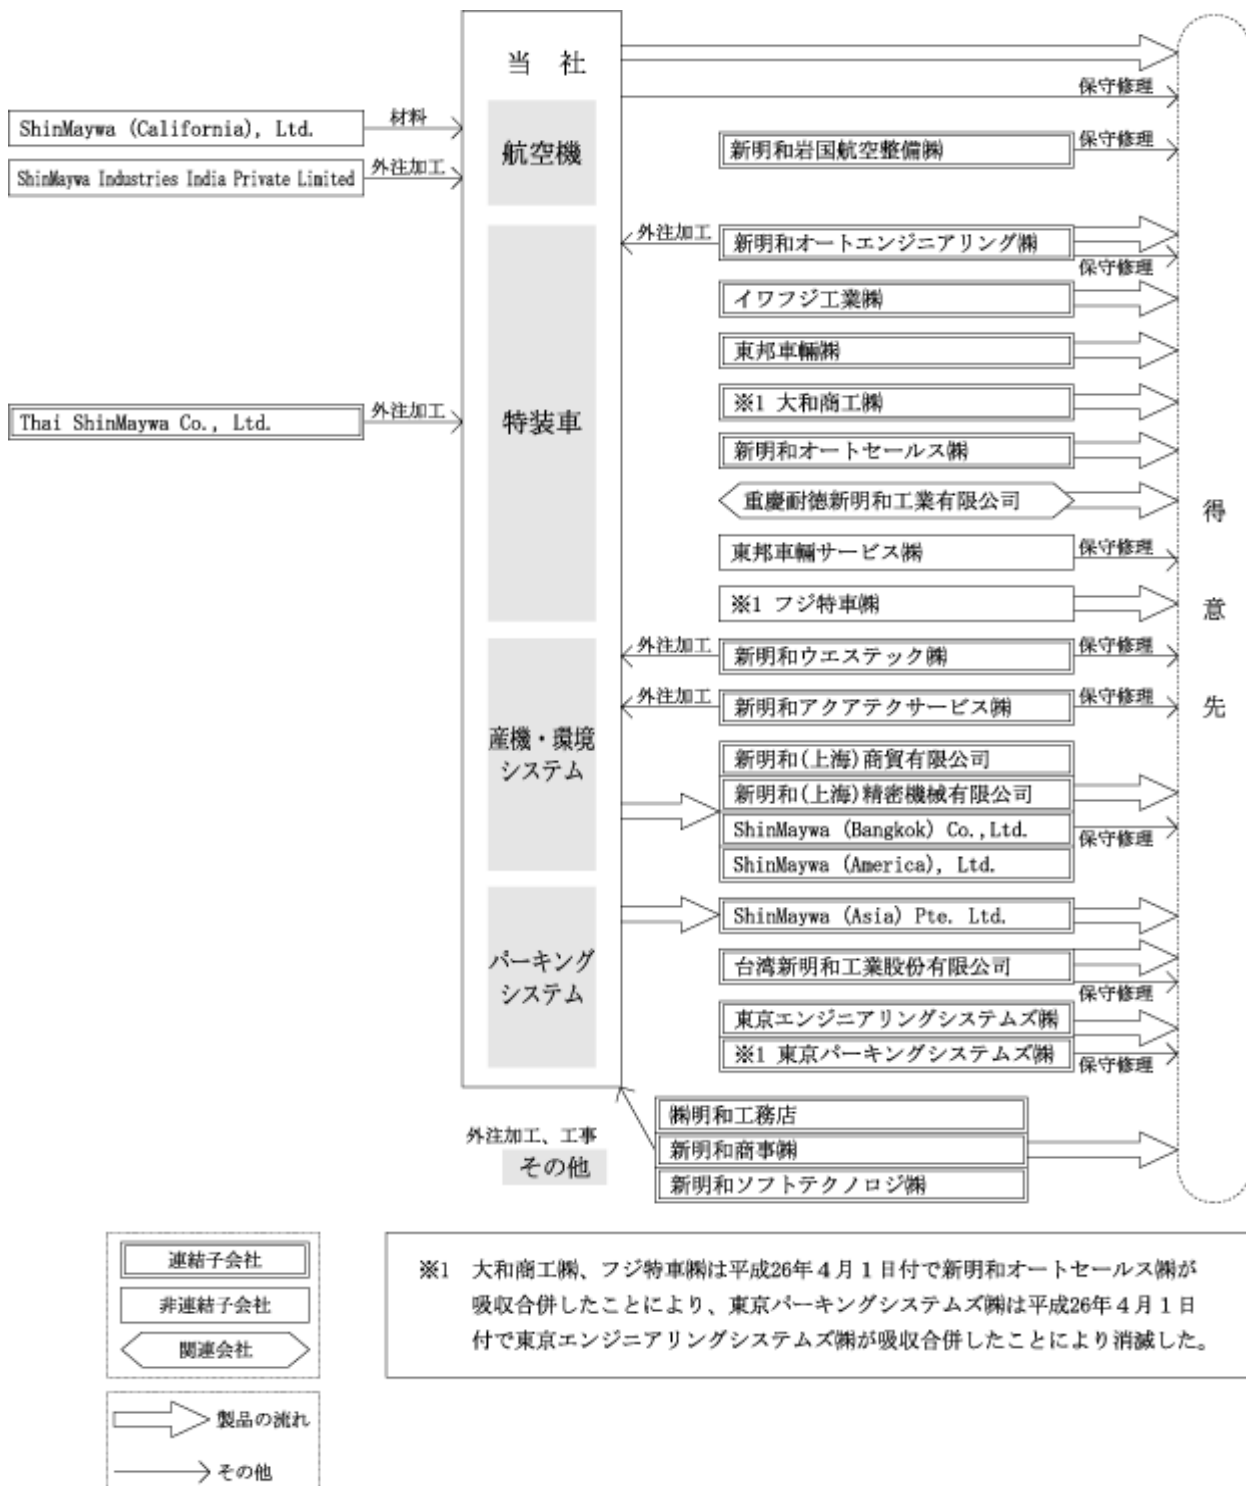 当 社
保守修理
ShinMaywa (California), Ltd.
材料
航空機
新明和岩国航空整備㈱
保守修理
ShinMaywa Industries India Private Limited
外注加工
外注加工
新明和オートエンジニアリング㈱
保守修理
イワフジ工業㈱
東邦車輛㈱
Thai ShinMaywa Co., Ltd.
外注加工
特装車
※1 大和商工㈱
新明和オートセールス㈱
重慶耐徳新明和工業有限公司
東邦車輛サービス㈱
保守修理
※1 フジ特車㈱
得意先
外注加工
新明和ウエステック㈱
保守修理
外注加工
新明和アクアテクサービス㈱
保守修理
産機・環境
システム
新明和(上海)商貿有限公司
新明和(上海)精密機械有限公司
ShinMaywa (Bangkok) Co.,Ltd.
保守修理
ShinMaywa (America), Ltd.
パーキング
システム
ShinMaywa (Asia) Pte. Ltd.
台湾新明和工業股份有限公司
保守修理
東京エンジニアリングシステムズ㈱
※1 東京パーキングシステムズ㈱
保守修理
外注加工、工事
その他
㈱明和工務店
新明和商事㈱
新明和ソフトテクノロジ㈱
連結子会社
非連結子会社
関連会社
製品の流れ
その他
※1 大和商工㈱、フジ特車㈱は平成26年4月1日付で新明和オートセールス㈱が
吸収合併したことにより、東京パーキングシステムズ㈱は平成26年4月1日
付で東京エンジニアリングシステムズ㈱が吸収合併したことにより消滅した。